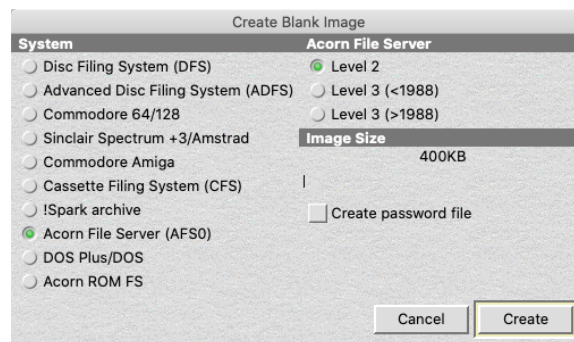 Create Blank Image
System
Disc Filing System (DFS)
Advanced Disc Filing System (ADFS)
Commodore 64/128
Sinclair Spectrum +3/Amstrad
Commodore Amiga
Cassette Filing System (CFS)
!Spark archive
Acorn File Server (AFS0)
DOS Plus/DOS
Acorn ROM FS
Acorn File Server
Level 2
Level 3 (<1988)
Level 3 (>1988)
Image Size
400KB
Create password file
Cancel
Create